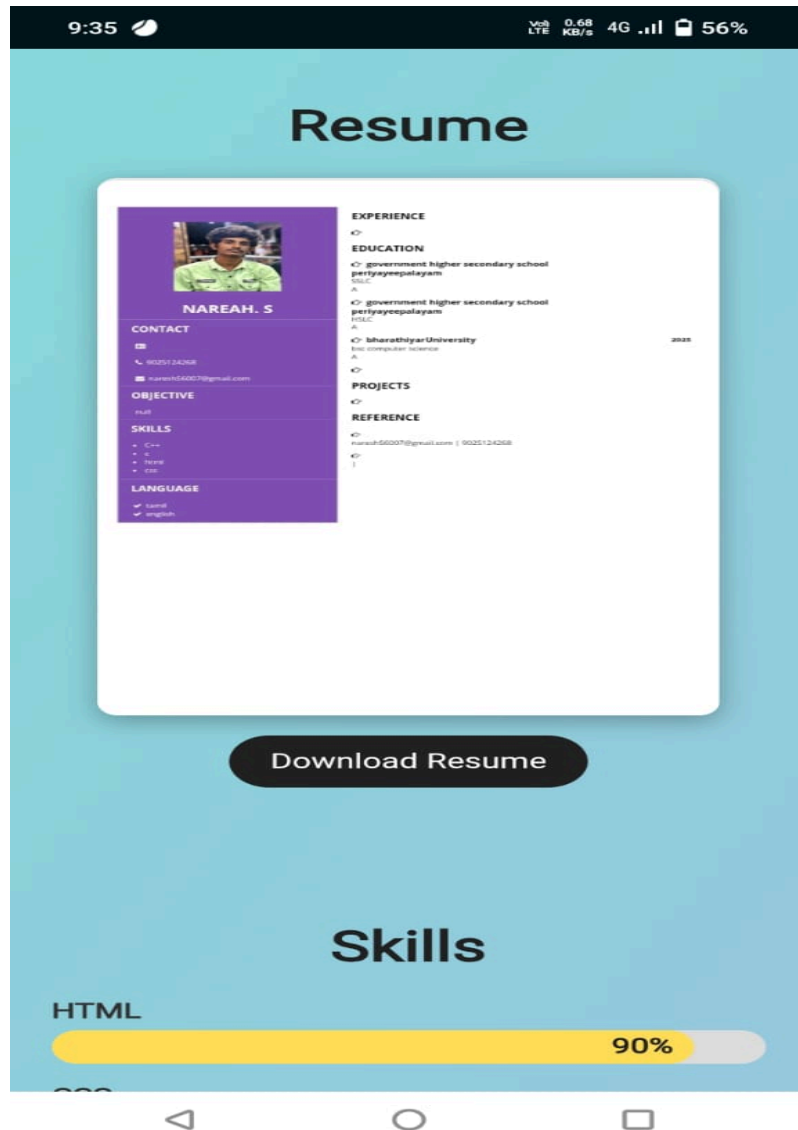 9:35
Vo) LTE 0.68 KB/s 4G 56%
Resume
NAREAH. S
CONTACT
9025124268
naresh56007@gmail.com
OBJECTIVE
null
SKILLS
C++
c
html
css
LANGUAGE
tamil
english
EXPERIENCE
EDUCATION
government higher secondary school
periyayeepalayam
SSLC
A
government higher secondary school
periyayeepalayam
HSLC
A
bharathiyarUniversity 2025
bsc computer science
A
PROJECTS
REFERENCE
naresh56007@gmail.com | 9025124268
|
Download Resume
Skills
HTML
90%